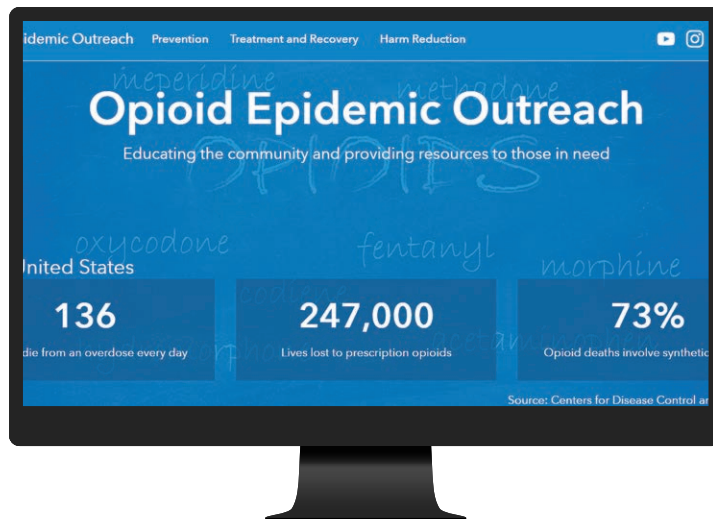 idemic Outreach Prevention Treatment and Recovery Harm Reduction
meperidine methadone
Opioid Epidemic Outreach
Educating the community and providing resources to those in need
OPIOIDS
oxycodone fentanyl
United States morphine
codiene
136 247,000 73%
die from an overdose every day Lives lost to prescription opioids Opioid deaths involve synthetic
Source: Centers for Disease Control a